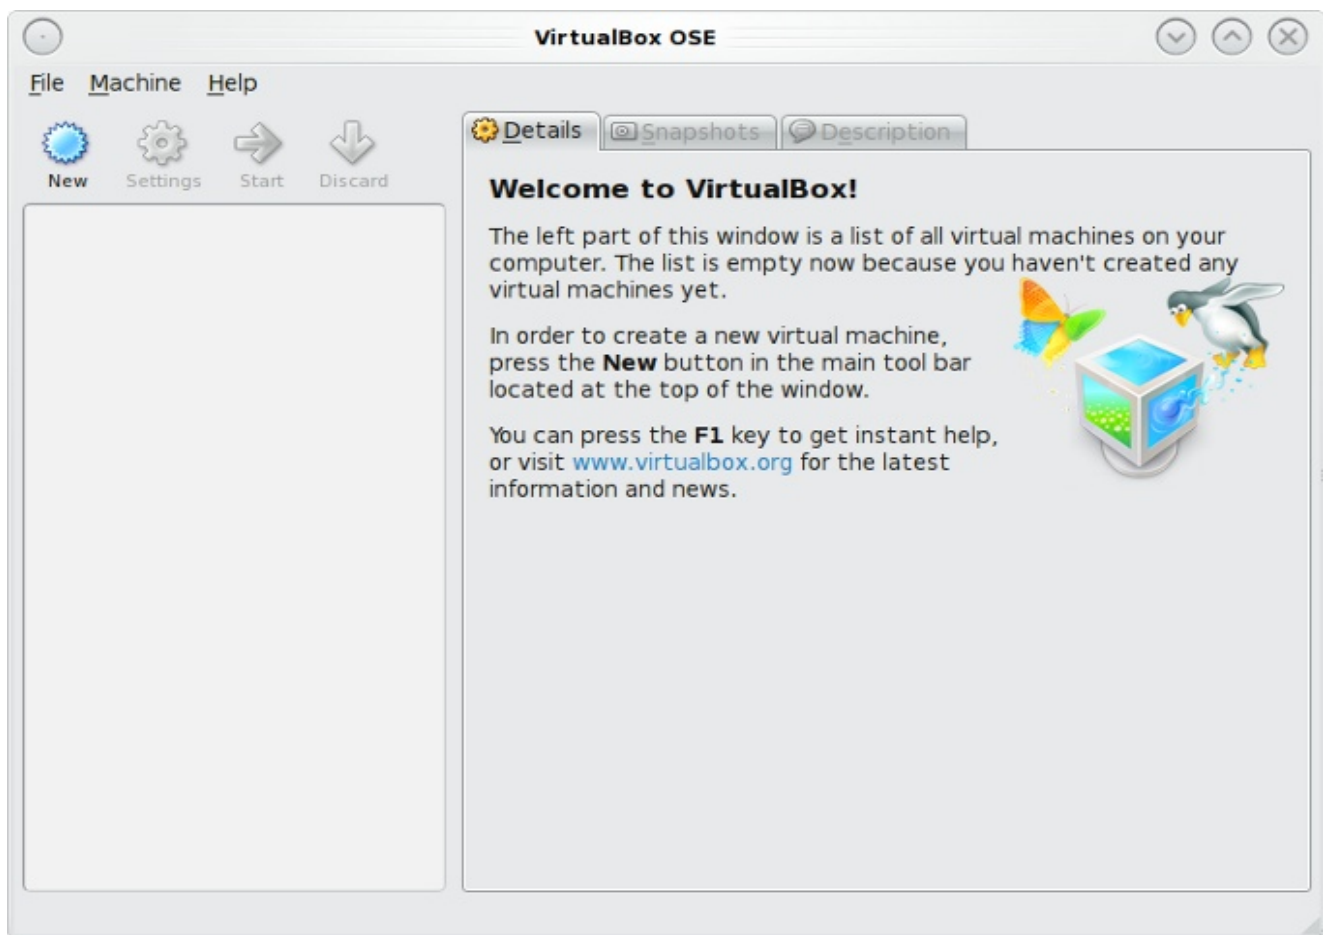 VirtualBox OSE
File Machine Help
New Settings Start Discard
Details Snapshots Description
Welcome to VirtualBox!
The left part of this window is a list of all virtual machines on your
computer. The list is empty now because you haven't created any
virtual machines yet.
In order to create a new virtual machine,
press the New button in the main tool bar
located at the top of the window.
You can press the F1 key to get instant help,
or visit www.virtualbox.org for the latest
information and news.